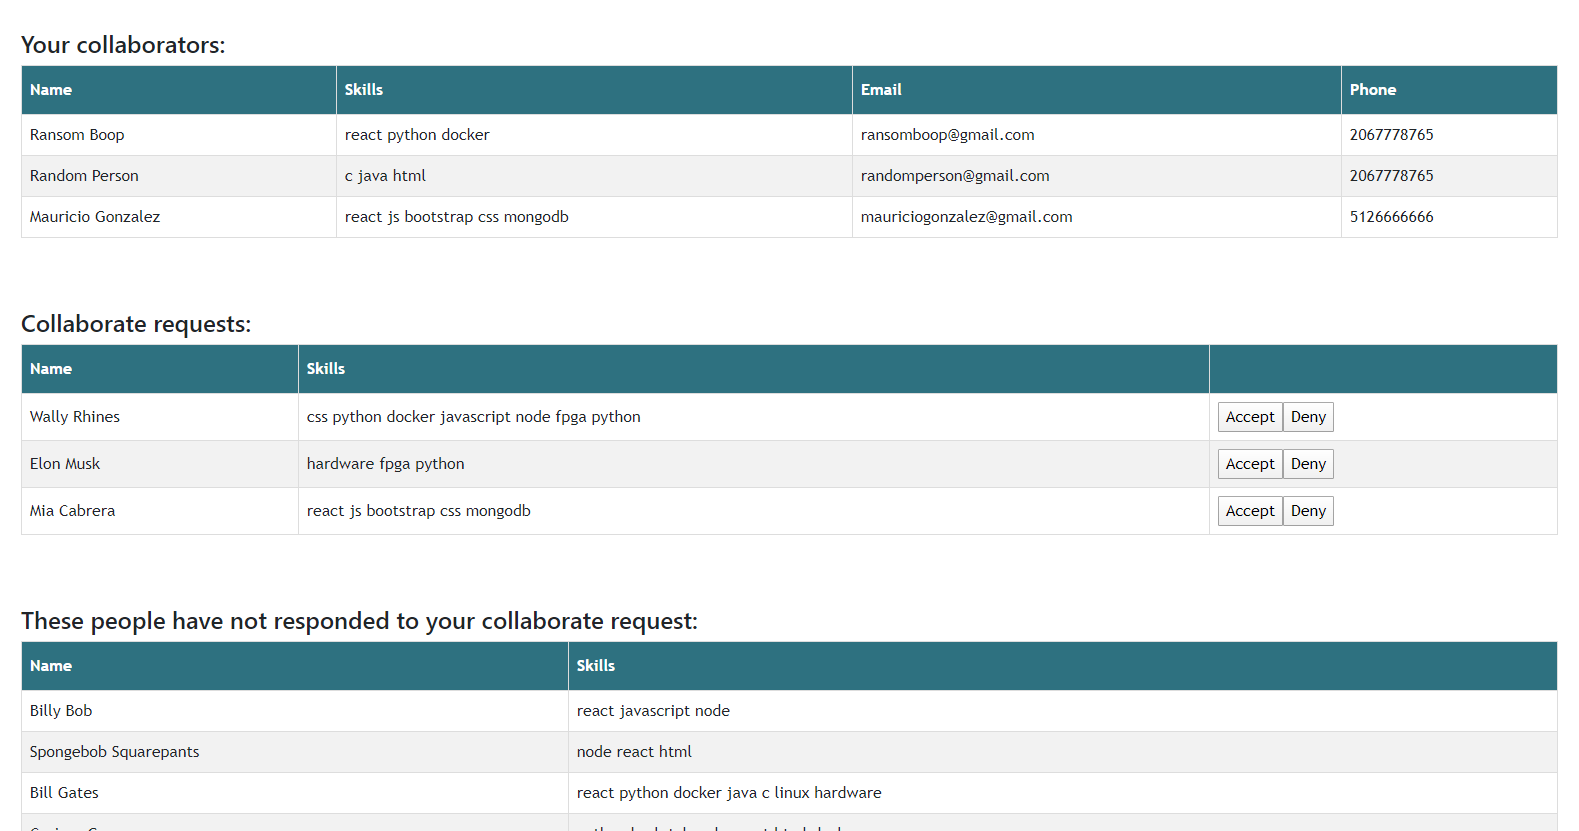 Your collaborators:
Name Skills Email Phone
Ransom Boop react python docker ransomboop@gmail.com 2067778765
Random Person c java html randomperson@gmail.com 2067778765
Mauricio Gonzalez react js bootstrap css mongodb mauriciogonzalez@gmail.com 5126666666
Collaborate requests:
Name Skills
Wally Rhines css python docker javascript node fpga python Accept Deny
Elon Musk hardware fpga python Accept Deny
Mia Cabrera react js bootstrap css mongodb Accept Deny
These people have not responded to your collaborate request:
Name Skills
Billy Bob react javascript node
Spongebob Squarepants node react html
Bill Gates react python docker java c linux hardware